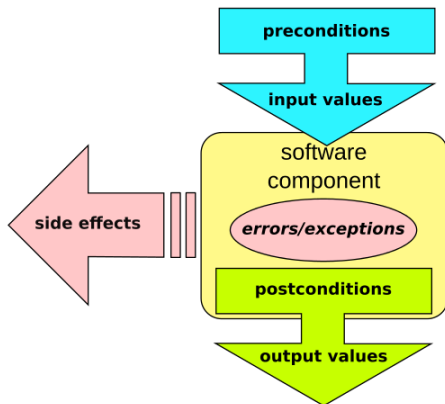 preconditions
input values
software
component
side effects
errors/exceptions
postconditions
output values